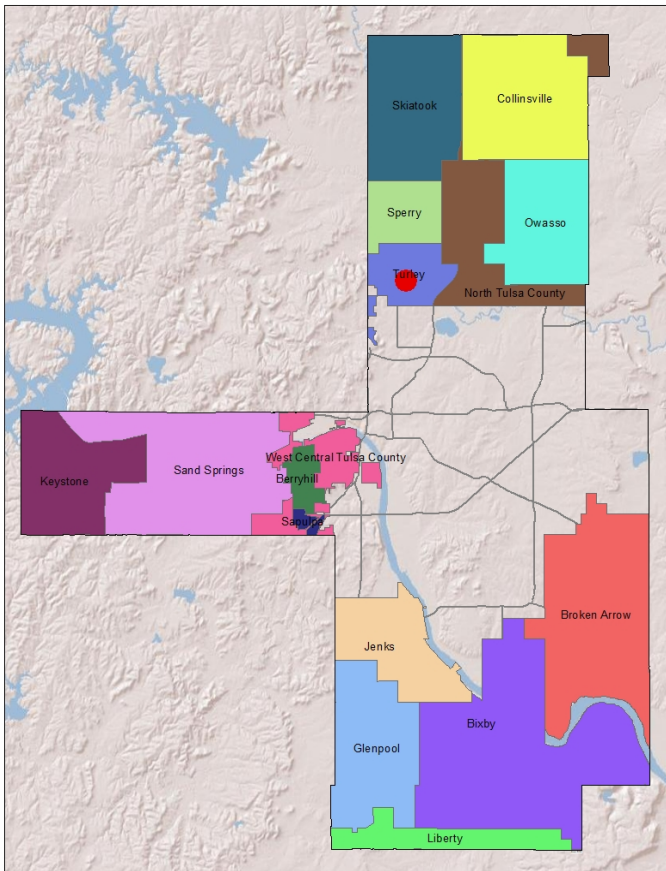 Skiatook
Collinsville
Sperry
Owasso
Turley
North Tulsa County
West Central Tulsa County
Sand Springs
Berryhill
Keystone
Sapulpa
Broken Arrow
Jenks
Bixby
Glenpool
Liberty